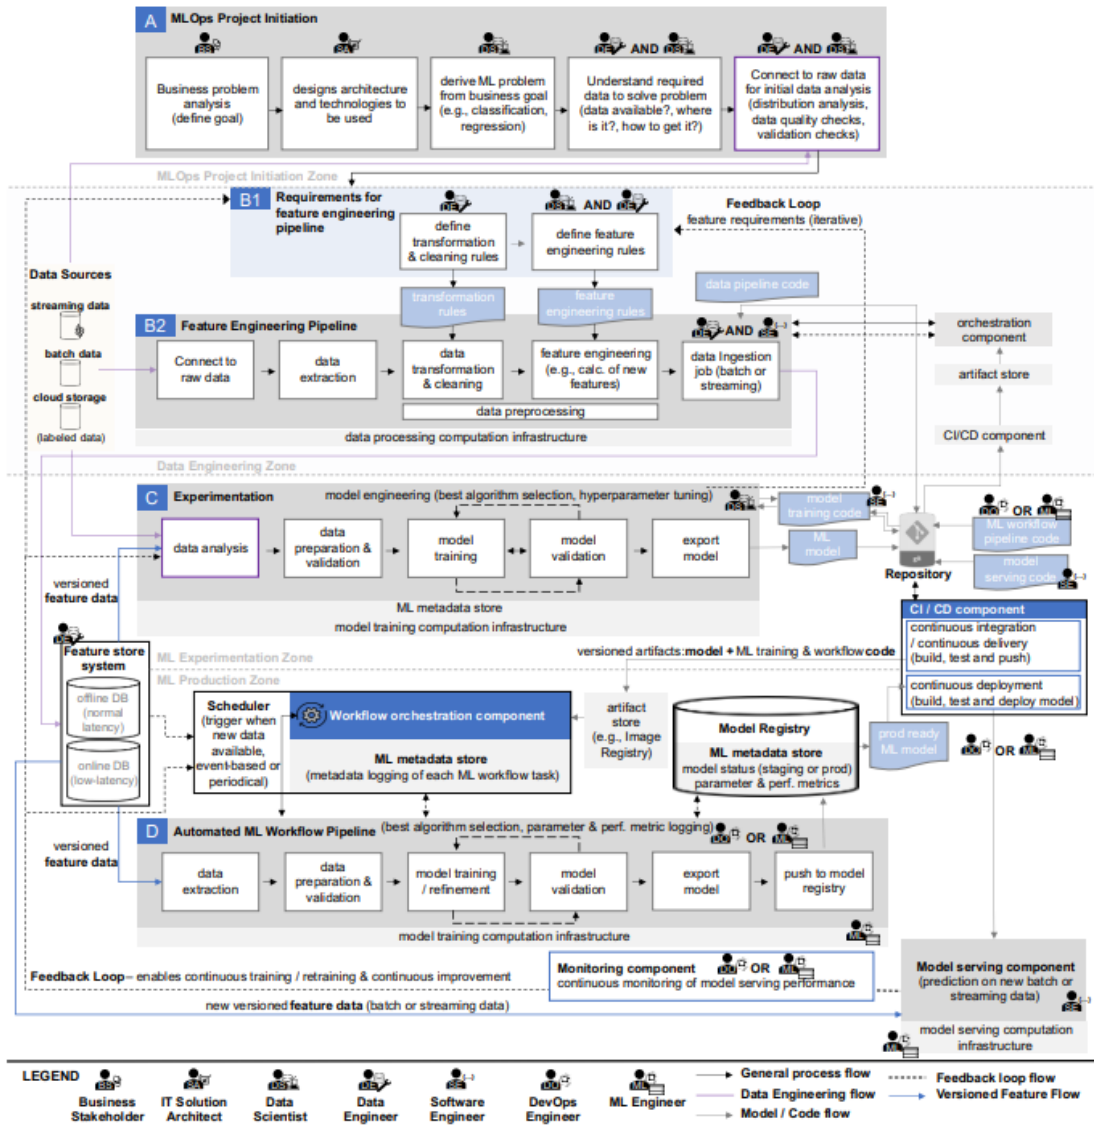 A MLOps Project Initiation
BS
SA
DS
DE AND DS
DE AND DS
Business problem
analysis
(define goal)
designs architecture
and technologies to
be used
derive ML problem
from business goal
(e.g., classification,
regression)
Understand required
data to solve problem
(data available?, where
is it?, how to get it?)
Connect to raw data
for initial data analysis
(distribution analysis,
data quality checks,
validation checks)
MLOps Project Initiation Zone
B1 Requirements for
feature engineering
pipeline
DE
DS AND DE
define
transformation
& cleaning rules
define feature
engineering rules
Feedback Loop
feature requirements (iterative)
Data Sources
streaming data
batch data
cloud storage
(labeled data)
transformation
rules
feature
engineering rules
data pipeline code
B2 Feature Engineering Pipeline
DE AND SE
Connect to
raw data
data
extraction
data
transformation
& cleaning
feature engineering
(e.g., calc. of new
features)
data Ingestion
job (batch or
streaming)
data preprocessing
data processing computation infrastructure
orchestration
component
artifact store
CI/CD component
Data Engineering Zone
C Experimentation
model engineering (best algorithm selection, hyperparameter tuning)
DS
data analysis
data
preparation &
validation
model
training
model
validation
export
model
ML metadata store
model training computation infrastructure
model
training code
SE
ML
model
DO OR ML
ML workflow
pipeline code
model
serving code
SE
Repository
versioned
feature data
DE
Feature store
system
offline DB
(normal
latency)
online DB
(low-latency)
CI / CD component
continuous integration
/ continuous delivery
(build, test and push)
continuous deployment
(build, test and deploy model)
DO OR ML
ML Experimentation Zone
ML Production Zone
versioned artifacts: model + ML training & workflow code
Scheduler
(trigger when
new data
available,
event-based or
periodical)
Workflow orchestration component
ML metadata store
(metadata logging of each ML workflow task)
artifact
store
(e.g., Image
Registry)
Model Registry
ML metadata store
model status (staging or prod)
parameter & perf. metrics
prod ready
ML model
D Automated ML Workflow Pipeline (best algorithm selection, parameter & perf. metric logging)
DO OR ML
versioned
feature data
data
extraction
data
preparation &
validation
model training
/ refinement
model
validation
export
model
push to model
registry
model training computation infrastructure
ML
Feedback Loop – enables continuous training / retraining & continuous improvement
Monitoring component
continuous monitoring of model serving performance
DO OR ML
new versioned feature data (batch or streaming data)
Model serving component
(prediction on new batch or
streaming data)
SE
model serving computation
infrastructure
ML
LEGEND
BS
Business
Stakeholder
SA
IT Solution
Architect
DS
Data
Scientist
DE
Data
Engineer
SE
Software
Engineer
DO
DevOps
Engineer
ML
ML Engineer
General process flow
Data Engineering flow
Model / Code flow
Feedback loop flow
Versioned Feature Flow